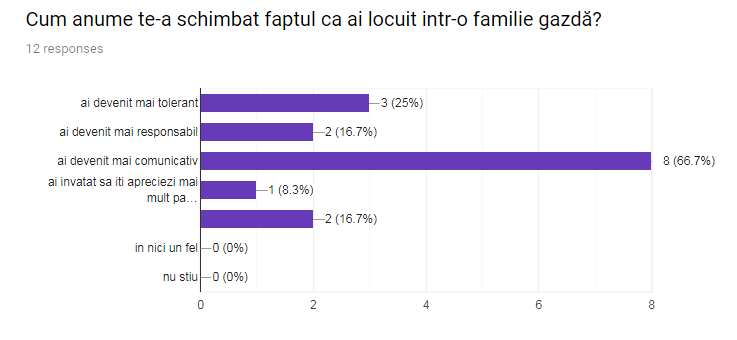 Cum anume te-a schimbat faptul ca ai locuit intr-o familie gazdă?
12 responses
ai devenit mai tolerant 3 (25%)
ai devenit mai responsabil 2 (16.7%)
ai devenit mai comunicativ 8 (66.7%)
ai invatat sa iti apreciezi mai
mult pa... 1 (8.3%)
2 (16.7%)
in nici un fel 0 (0%)
nu stiu 0 (0%)
0 2 4 6 8